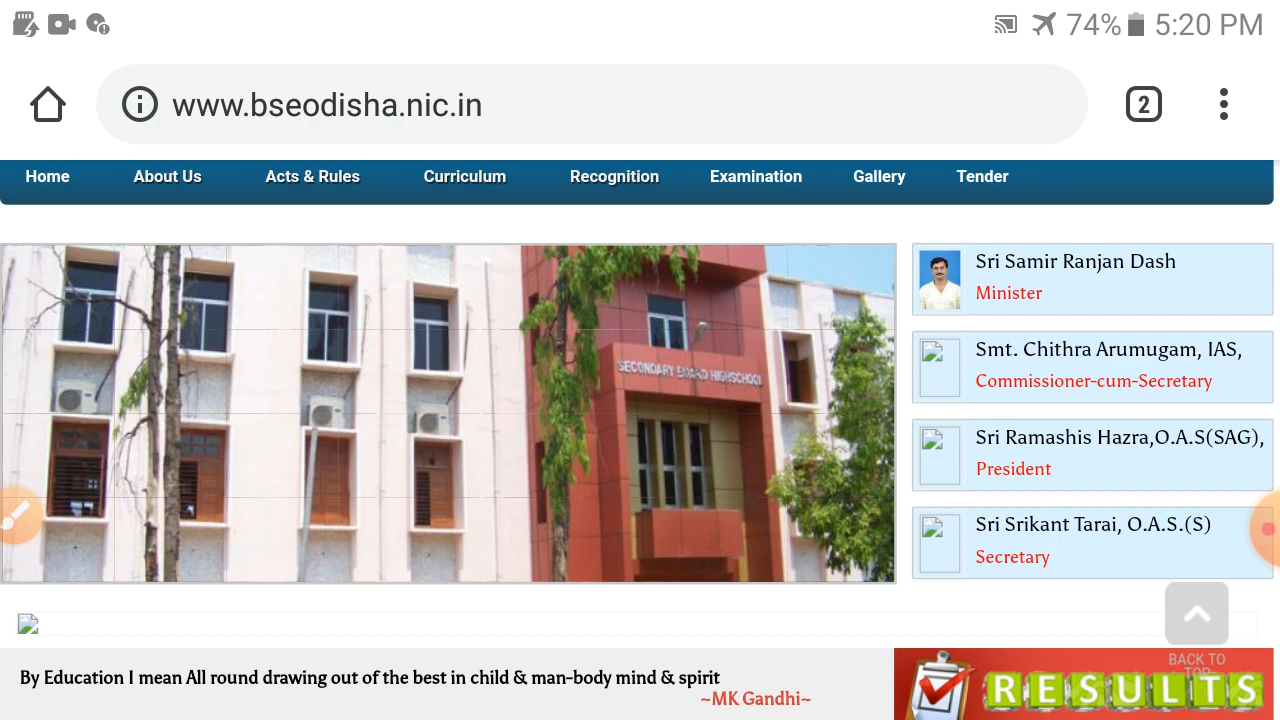 74% 5:20 PM
www.bseodisha.nic.in
2
Home About Us Acts & Rules Curriculum Recognition Examination Gallery Tender
SECONDARY BOARD HIGHSCHOOL
Sri Samir Ranjan Dash
Minister
Smt. Chithra Arumugam, IAS,
Commissioner-cum-Secretary
Sri Ramashis Hazra,O.A.S(SAG),
President
Sri Srikant Tarai, O.A.S.(S)
Secretary
BACK TO
TOP
By Education I mean All round drawing out of the best in child & man-body mind & spirit
~MK Gandhi~
RESULTS